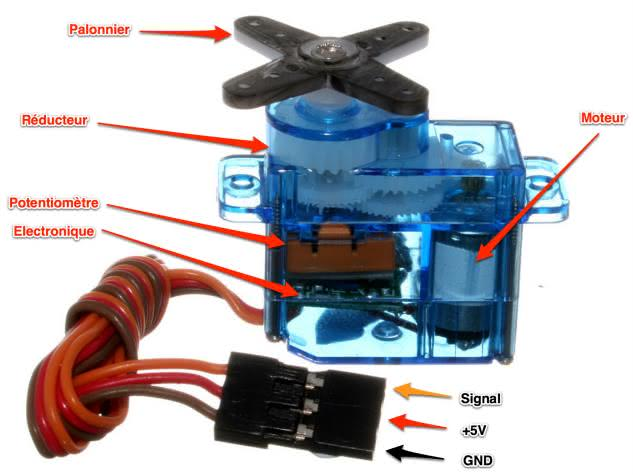 Palonnier
Réducteur
Moteur
Potentiomètre
Electronique
Signal
+5V
GND